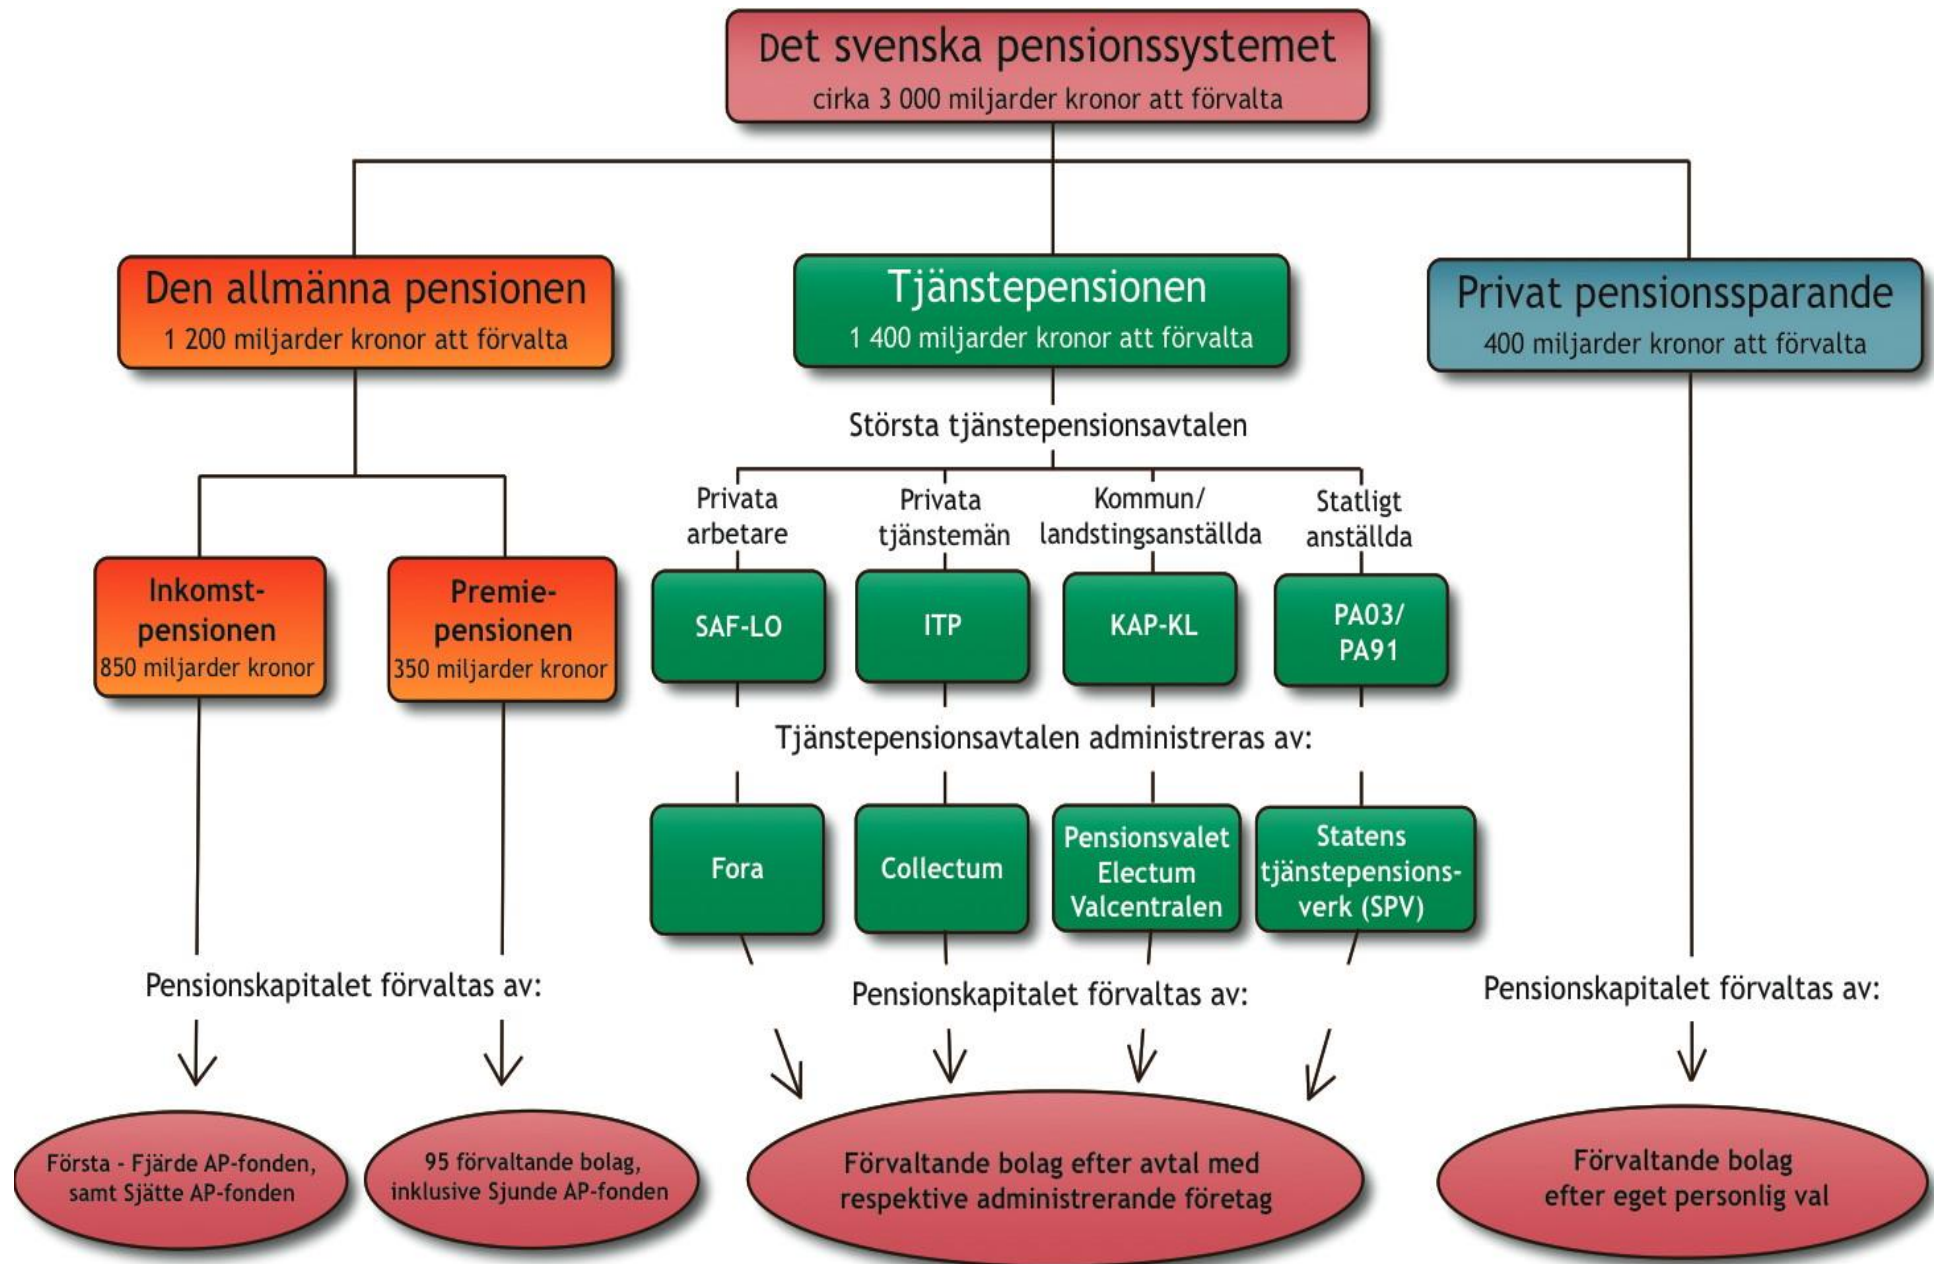 Det svenska pensionssystemet
cirka 3 000 miljarder kronor att förvalta
Den allmänna pensionen
1 200 miljarder kronor att förvalta
Tjänstepensionen
1 400 miljarder kronor att förvalta
Privat pensionssparande
400 miljarder kronor att förvalta
Största tjänstepensionsavtalen
Privata
arbetare
Privata
tjänstemän
Kommun/
landstingsanställda
Statligt
anställda
Inkomst-
pensionen
850 miljarder kronor
Premie-
pensionen
350 miljarder kronor
SAF-LO
ITP
KAP-KL
PA03/
PA91
Tjänstepensionsavtalen administreras av:
Fora
Collectum
Pensionsvalet
Electum
Valcentralen
Statens
tjänstepensions-
verk (SPV)
Pensionskapitalet förvaltas av:
Pensionskapitalet förvaltas av:
Pensionskapitalet förvaltas av:
Första - Fjärde AP-fonden,
samt Sjätte AP-fonden
95 förvaltande bolag,
inklusive Sjunde AP-fonden
Förvaltande bolag efter avtal med
respektive administrerande företag
Förvaltande bolag
efter eget personlig val